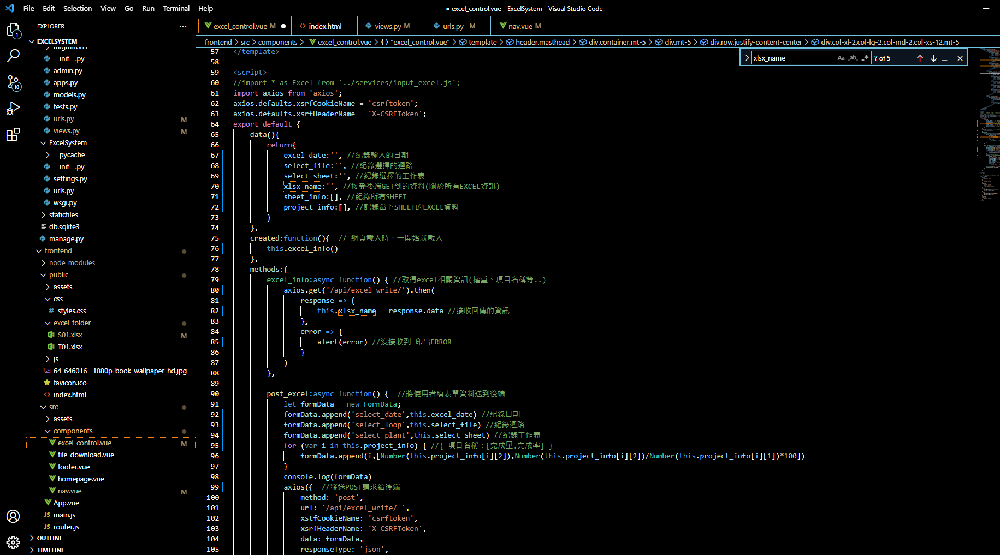 File Edit Selection View Go Run Terminal Help
● excel_control.vue - ExcelSystem - Visual Studio Code
EXPLORER
EXCELSYSTEM
migrations
__init__.py
admin.py
apps.py
models.py
tests.py
urls.py M
views.py M
ExcelSystem
__pycache__
__init__.py
settings.py
urls.py
wsgi.py
staticfiles
db.sqlite3
manage.py
frontend
node_modules
public
assets
css
# styles.css
excel_folder
S01.xlsx M
T01.xlsx
js
64-646016_-1080p-book-wallpaper-hd.jpg
favicon.ico
index.html
src
assets
components
excel_control.vue M
file_download.vue
footer.vue
homepage.vue
nav.vue M
App.vue
JS main.js
JS router.js
OUTLINE
TIMELINE
1
10
excel_control.vue M ●
index.html
views.py M
urls.py M
nav.vue M
frontend > src > components > excel_control.vue > {} "excel_control.vue" > template > header.masthead > div.container.mt-5 > div.mt-5 > div.row.justify-content-center > div.col-xl-2.col-lg-2.col-md-2.col-xs-12.mt-5
xlsx_name Aa ab .* ? of 5
57 </template>
58
59 <script>
60 //import * as Excel from '../services/input_excel.js';
61 import axios from 'axios';
62 axios.defaults.xsrfCookieName = 'csrftoken';
63 axios.defaults.xsrfHeaderName = 'X-CSRFToken';
64 export default {
65 data(){
66 return{
67 excel_date:'', //紀錄輸入的日期
68 select_file:'', //紀錄選擇的迴路
69 select_sheet:'', //紀錄選擇的工作表
70 xlsx_name:'', //接受後端GET到的資料(關於所有EXCEL資訊)
71 sheet_info:[], //紀錄所有SHEET
72 project_info:[], //記錄當下SHEET的EXCEL資料
73 }
74 },
75 created:function(){ // 網頁載入時，一開始就載入
76 this.excel_info()
77 },
78 methods:{
79 excel_info:async function() { //取得excel相關資訊(權重、項目名稱等..)
80 axios.get('/api/excel_write/').then(
81 response => {
82 this.xlsx_name = response.data //接收回傳的資訊
83 },
84 error => {
85 alert(error) //沒接收到 印出ERROR
86 }
87 )
88 },
89
90 post_excel:async function() { //將使用者填表單資料送到後端
91 let formData = new FormData;
92 formData.append('select_date',this.excel_date) //紀錄日期
93 formData.append('select_loop',this.select_file) //紀錄迴路
94 formData.append('select_plant',this.select_sheet) //紀錄工作表
95 for (var i in this.project_info) { //{ 項目名稱：[完成量,完成率] }
96 formData.append(i,[Number(this.project_info[i][2]),Number(this.project_info[i][2])/Number(this.project_info[i][1])*100])
97 }
98 console.log(formData)
99 axios({ //發送POST請求給後端
100 method: 'post',
101 url: '/api/excel_write/ ',
102 xstfCookieName: 'csrftoken',
103 xsrfHeaderName: 'X-CSRFToken',
104 data: formData,
105 responseType: 'json',